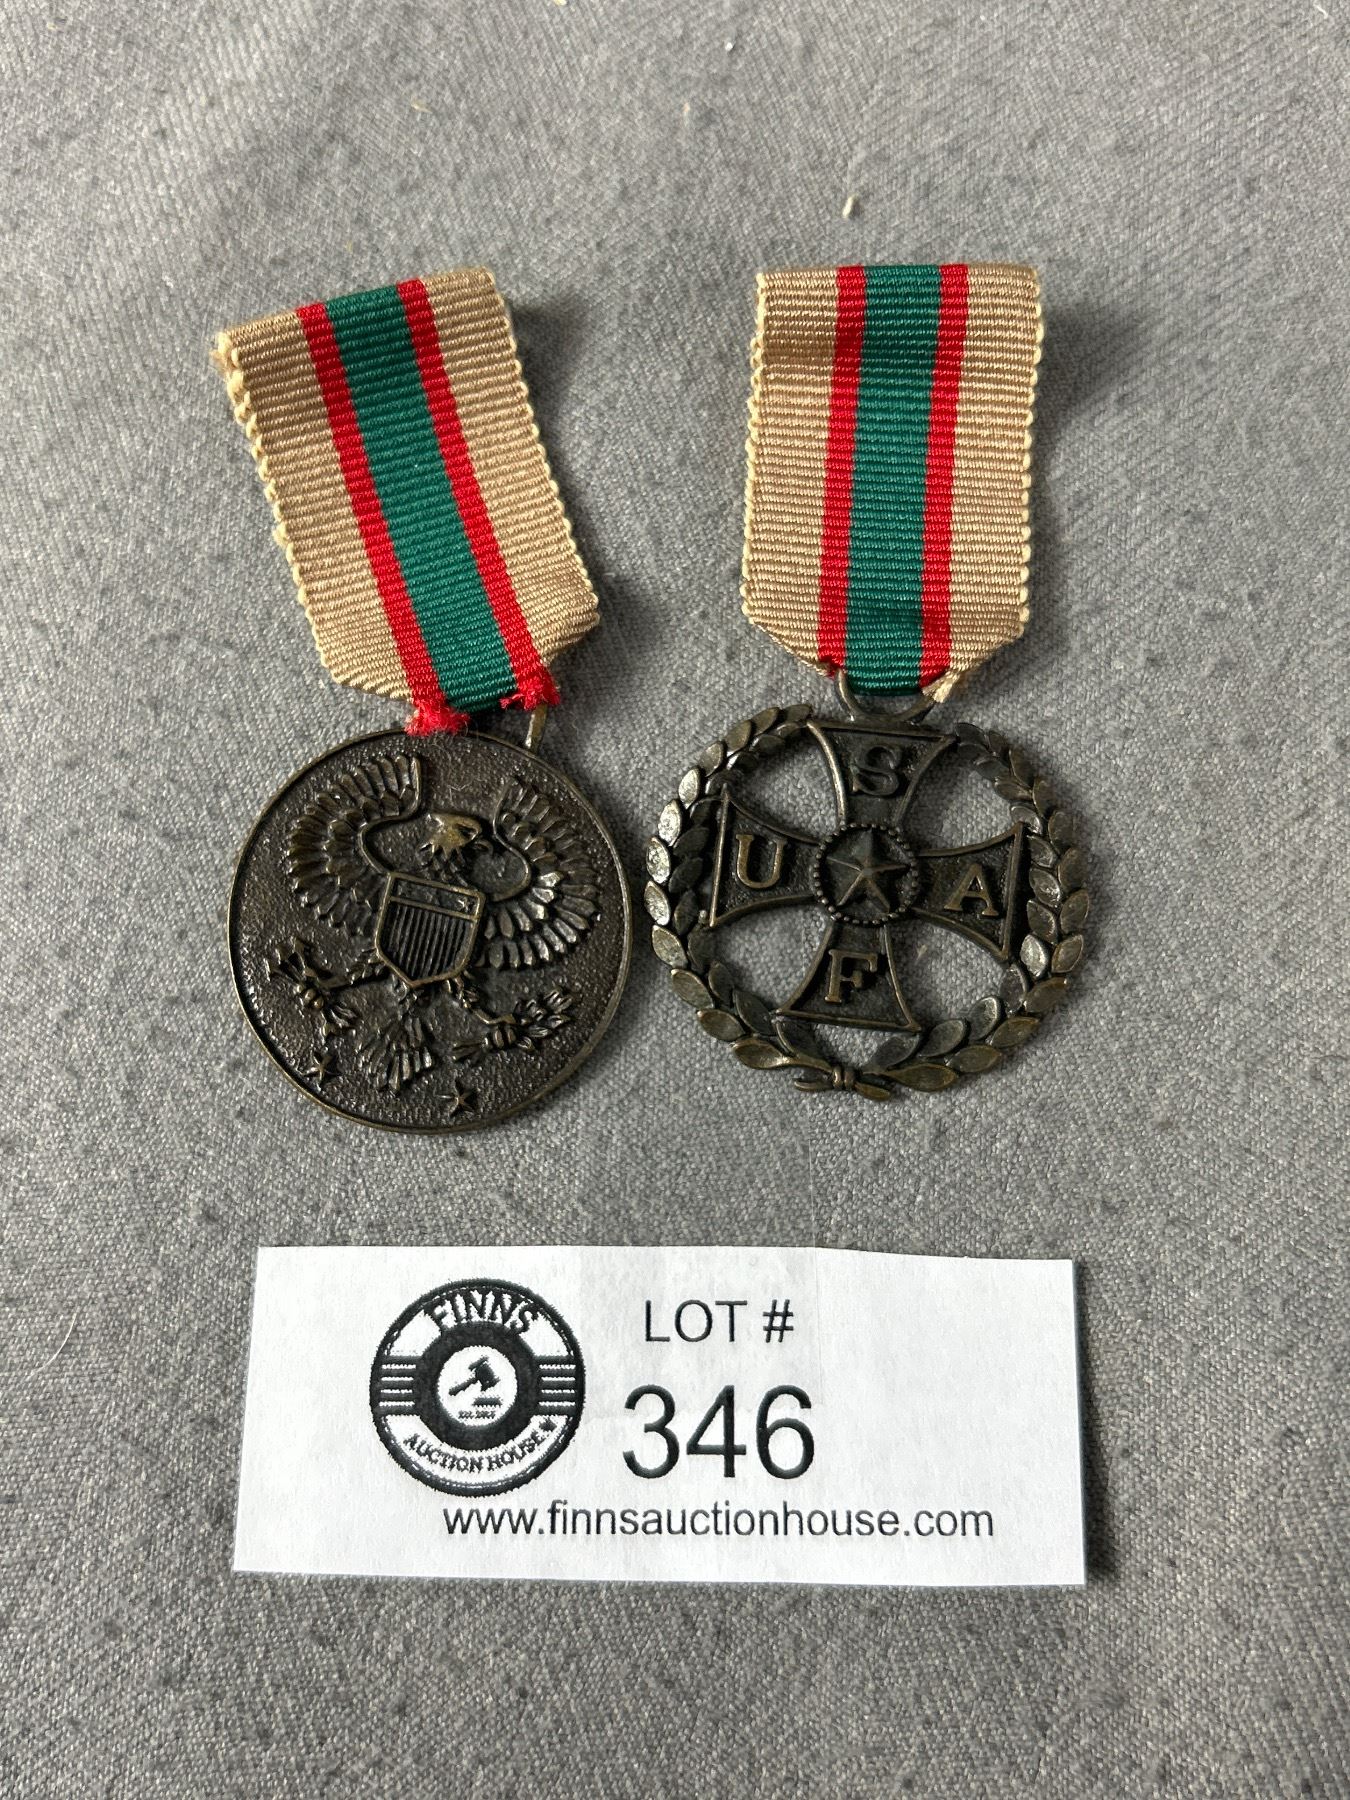 S
U A
F
FINNS
AUCTION HOUSE
LOT #
346
www.finnsauctionhouse.com